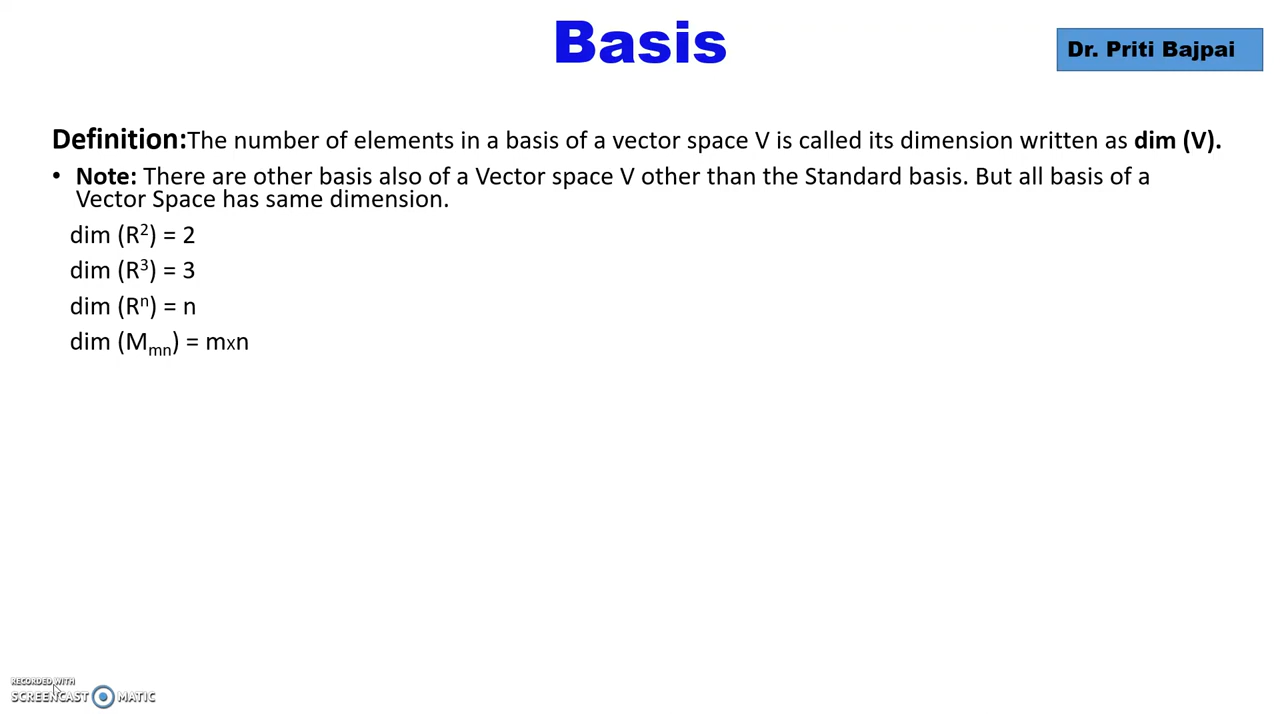 Basis
Dr. Priti Bajpai
Definition:The number of elements in a basis of a vector space V is called its dimension written as dim (V).
• Note: There are other basis also of a Vector space V other than the Standard basis. But all basis of a
Vector Space has same dimension.
dim (R²) = 2
dim (R³) = 3
dim (Rⁿ) = n
dim (Mmn) = mxn
RECORDED WITH
SCREENCAST MATIC